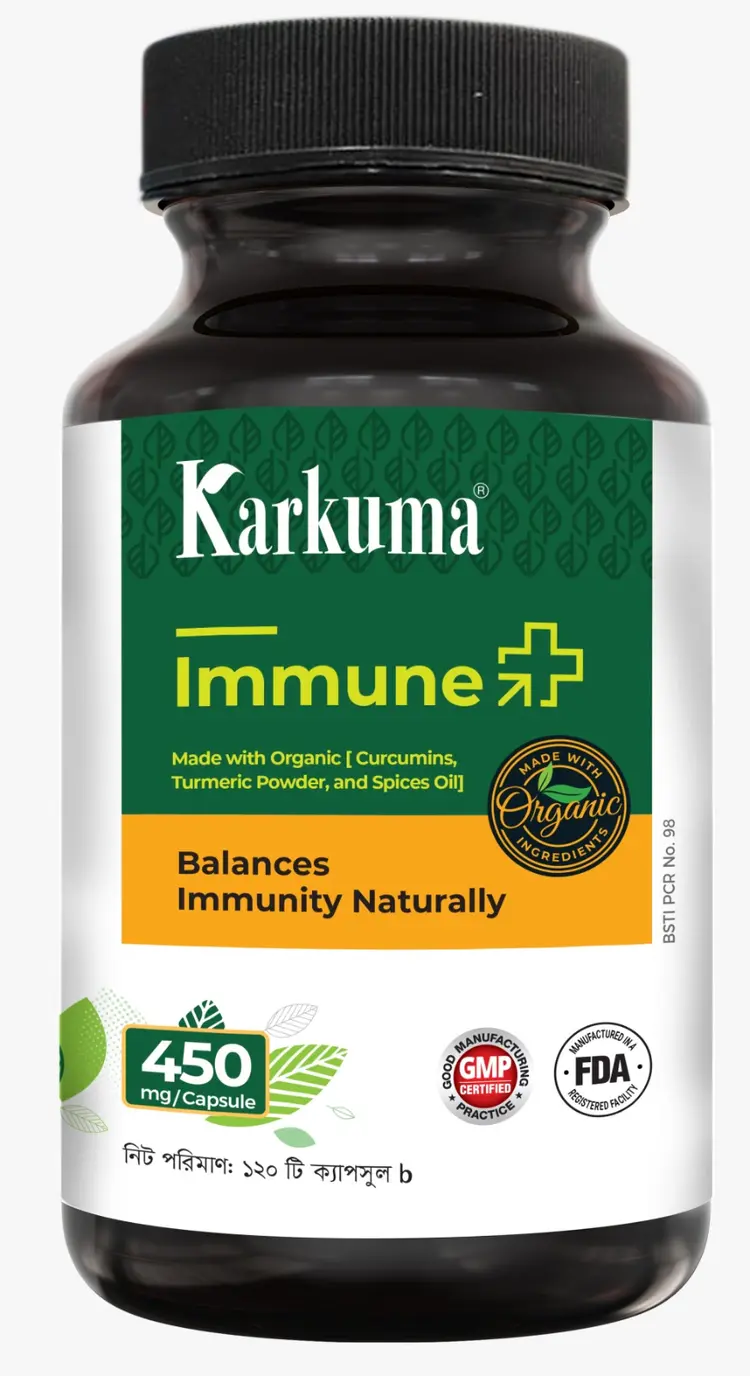 Karkuma®
Immune
Made with Organic [ Curcumins,
Turmeric Powder, and Spices Oil]
MADE WITH
Organic
INGREDIENTS
Balances
Immunity Naturally
BSTI PCR No. 98
450
mg/Capsule
GOOD MANUFACTURING
GMP
CERTIFIED
PRACTICE
MANUFACTURED IN A
FDA
REGISTERED FACILITY
নিট পরিমাণ: ১২০ টি ক্যাপসুল b